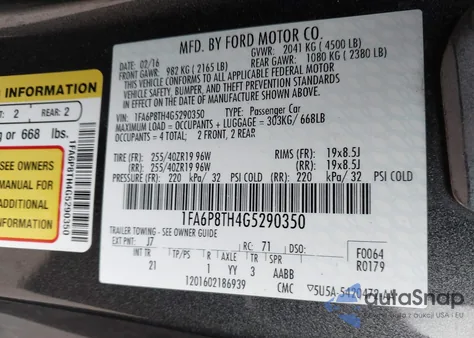 MFD. BY FORD MOTOR CO.
02/16 GVWR: 2041 KG ( 4500 LB)
FRONT GAWR: 982 KG ( 2165 LB) REAR GAWR: 1080 KG ( 2380 LB)
THIS VEHICLE CONFORMS TO ALL APPLICABLE FEDERAL MOTOR
VEHICLE SAFETY, BUMPER, AND THEFT PREVENTION STANDARDS
IN EFFECT ON THE DATE OF MANUFACTURE SHOWN ABOVE.
VIN: 1FA6P8TH4G5290350 TYPE: Passenger Car
MAXIMUM LOAD = OCCUPANTS + LUGGAGE = 303KG/ 668LB
OCCUPANTS = 4 TOTAL; 2 FRONT, 2 REAR
TIRE (FR): 255/40ZR19 96W RIMS (FR): 19x8.5J
TIRE (RR): 255/40ZR19 96W RIMS (RR): 19x8.5J
PRESSURE (FR): 220 kPa/ 32 PSI COLD (RR): 220 kPa/ 32 PSI COLD
1FA6P8TH4G5290350
TRAILER TOWING - SEE OWNER GUIDE
EXT PNT: J7 RC: 71 DSO: F0064
INT TR TP/PS R AXLE TR SPR R0179
21 1 YY 3 AABB
1201602186939 CMC
INFORMATION
2 REAR: 2
or 668 lbs.
SEE OWNERS
MANUAL FOR
ADDITIONAL
INFORMATION
1FA6P8TH4G5290350
autaSnap